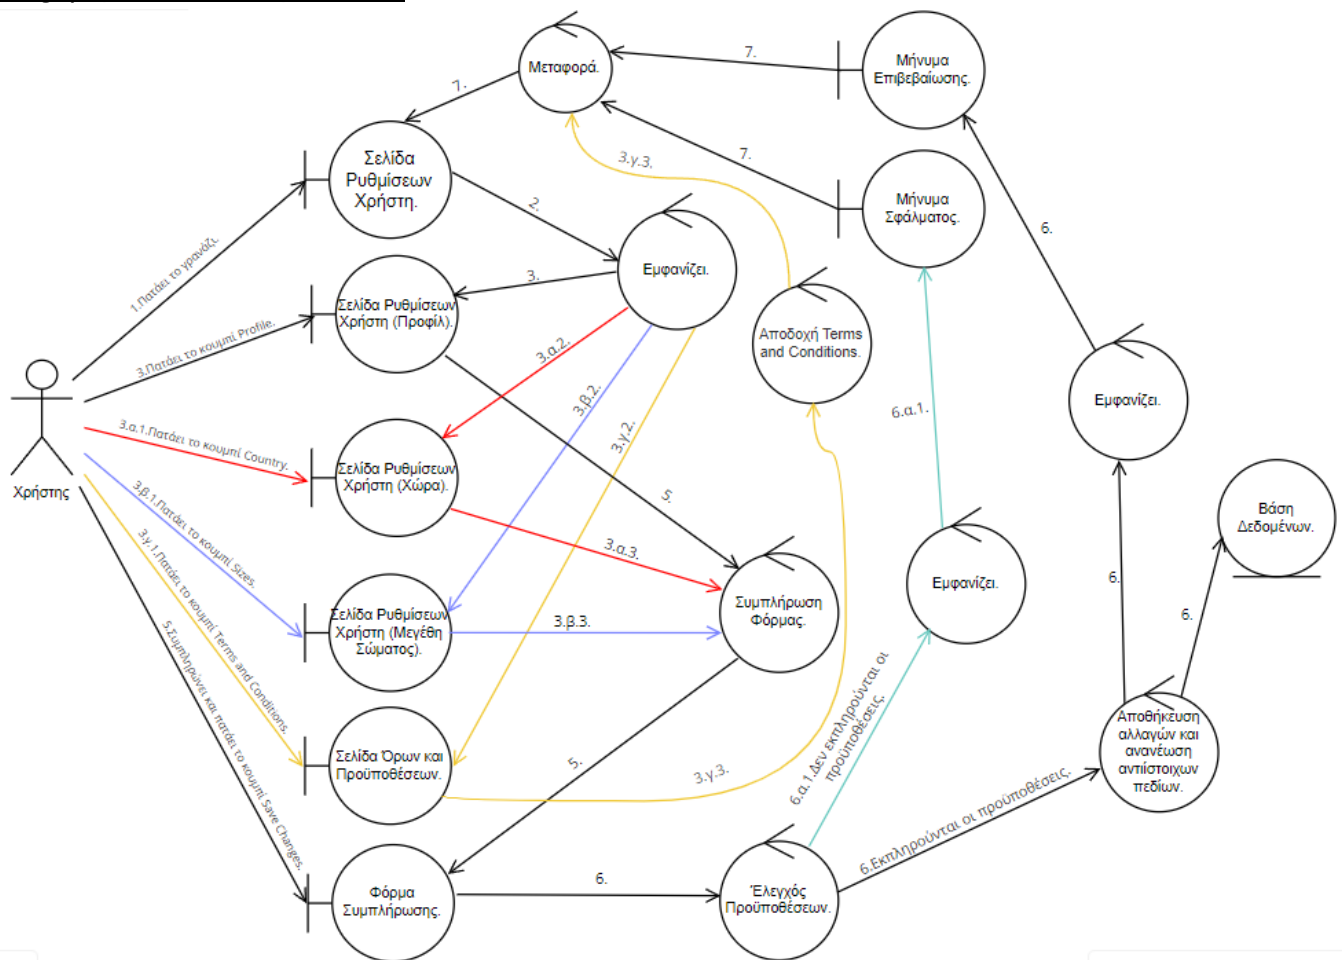 Μεταφορά.
7.
Μήνυμα
Επιβεβαίωσης.
7.
Σελίδα
Ρυθμίσεων
Χρήστη.
3.γ.3.
7.
Μήνυμα
Σφάλματος.
2.
6.
1.Πατάει το γρανάζι.
Εμφανίζει.
3.
Σελίδα Ρυθμίσεων
Χρήστη (Προφίλ).
3.Πατάει το κουμπί Profile.
Αποδοχή Terms
and Conditions.
3.α.2.
3.β.2.
3.γ.2.
6.α.1.
Εμφανίζει.
Χρήστης
3.α.1.Πατάει το κουμπί Country.
Σελίδα Ρυθμίσεων
Χρήστη (Χώρα).
5.
Βάση
Δεδομένων.
3.β.1.Πατάει το κουμπί Sizes.
3.α.3.
Εμφανίζει.
6.
6.
3.γ.1.Πατάει το κουμπί Terms and Conditions.
Σελίδα Ρυθμίσεων
Χρήστη (Μεγέθη
Σώματος).
3.β.3.
Συμπλήρωση
Φόρμας.
5.Συμπληρώνει και πατάει το κουμπί Save Changes.
Σελίδα Όρων και
Προϋποθέσεων.
5.
3.γ.3.
6.α.1.Δεν εκπληρούνται οι
προϋποθέσεις.
Αποθήκευση
αλλαγών και
ανανέωση
αντιίστοιχων
πεδίων.
6.Εκπληρούνται οι προϋποθέσεις.
Φόρμα
Συμπλήρωσης.
6.
Έλεγχός
Προϋποθέσεων.